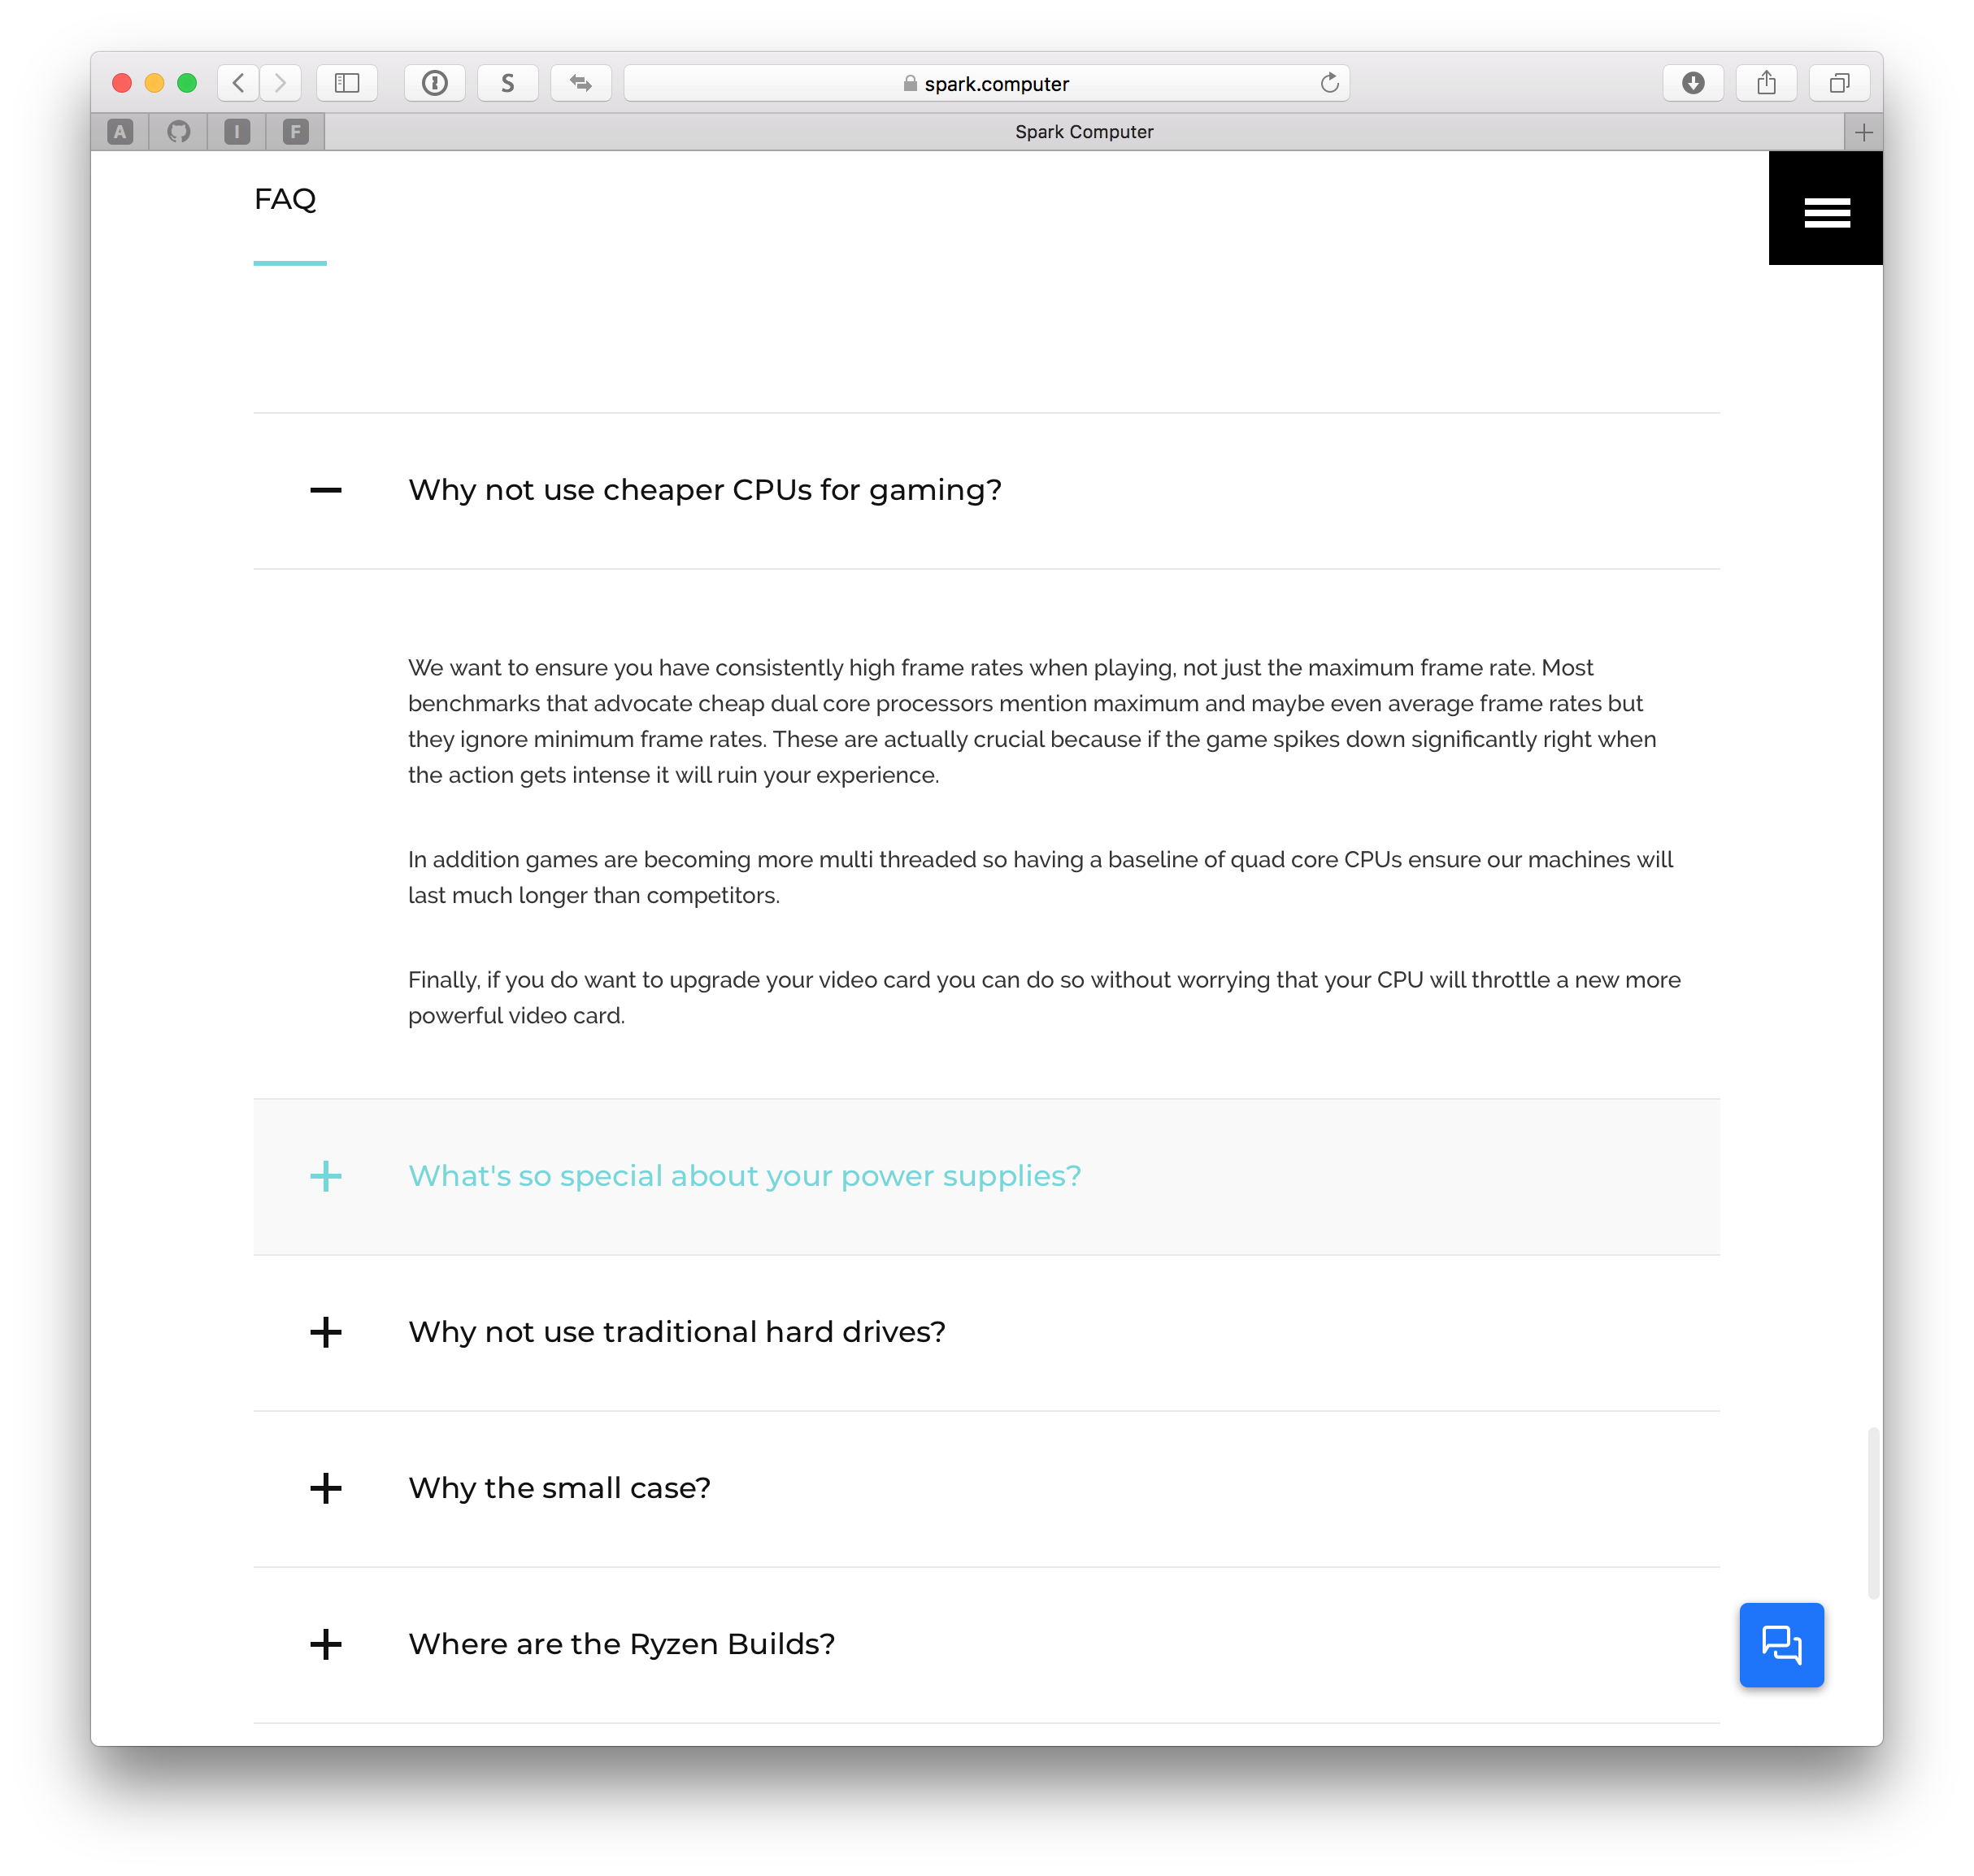 S
spark.computer
A
I
F
Spark Computer
FAQ
Why not use cheaper CPUs for gaming?
We want to ensure you have consistently high frame rates when playing, not just the maximum frame rate. Most
benchmarks that advocate cheap dual core processors mention maximum and maybe even average frame rates but
they ignore minimum frame rates. These are actually crucial because if the game spikes down significantly right when
the action gets intense it will ruin your experience.
In addition games are becoming more multi threaded so having a baseline of quad core CPUs ensure our machines will
last much longer than competitors.
Finally, if you do want to upgrade your video card you can do so without worrying that your CPU will throttle a new more
powerful video card.
What's so special about your power supplies?
Why not use traditional hard drives?
Why the small case?
Where are the Ryzen Builds?